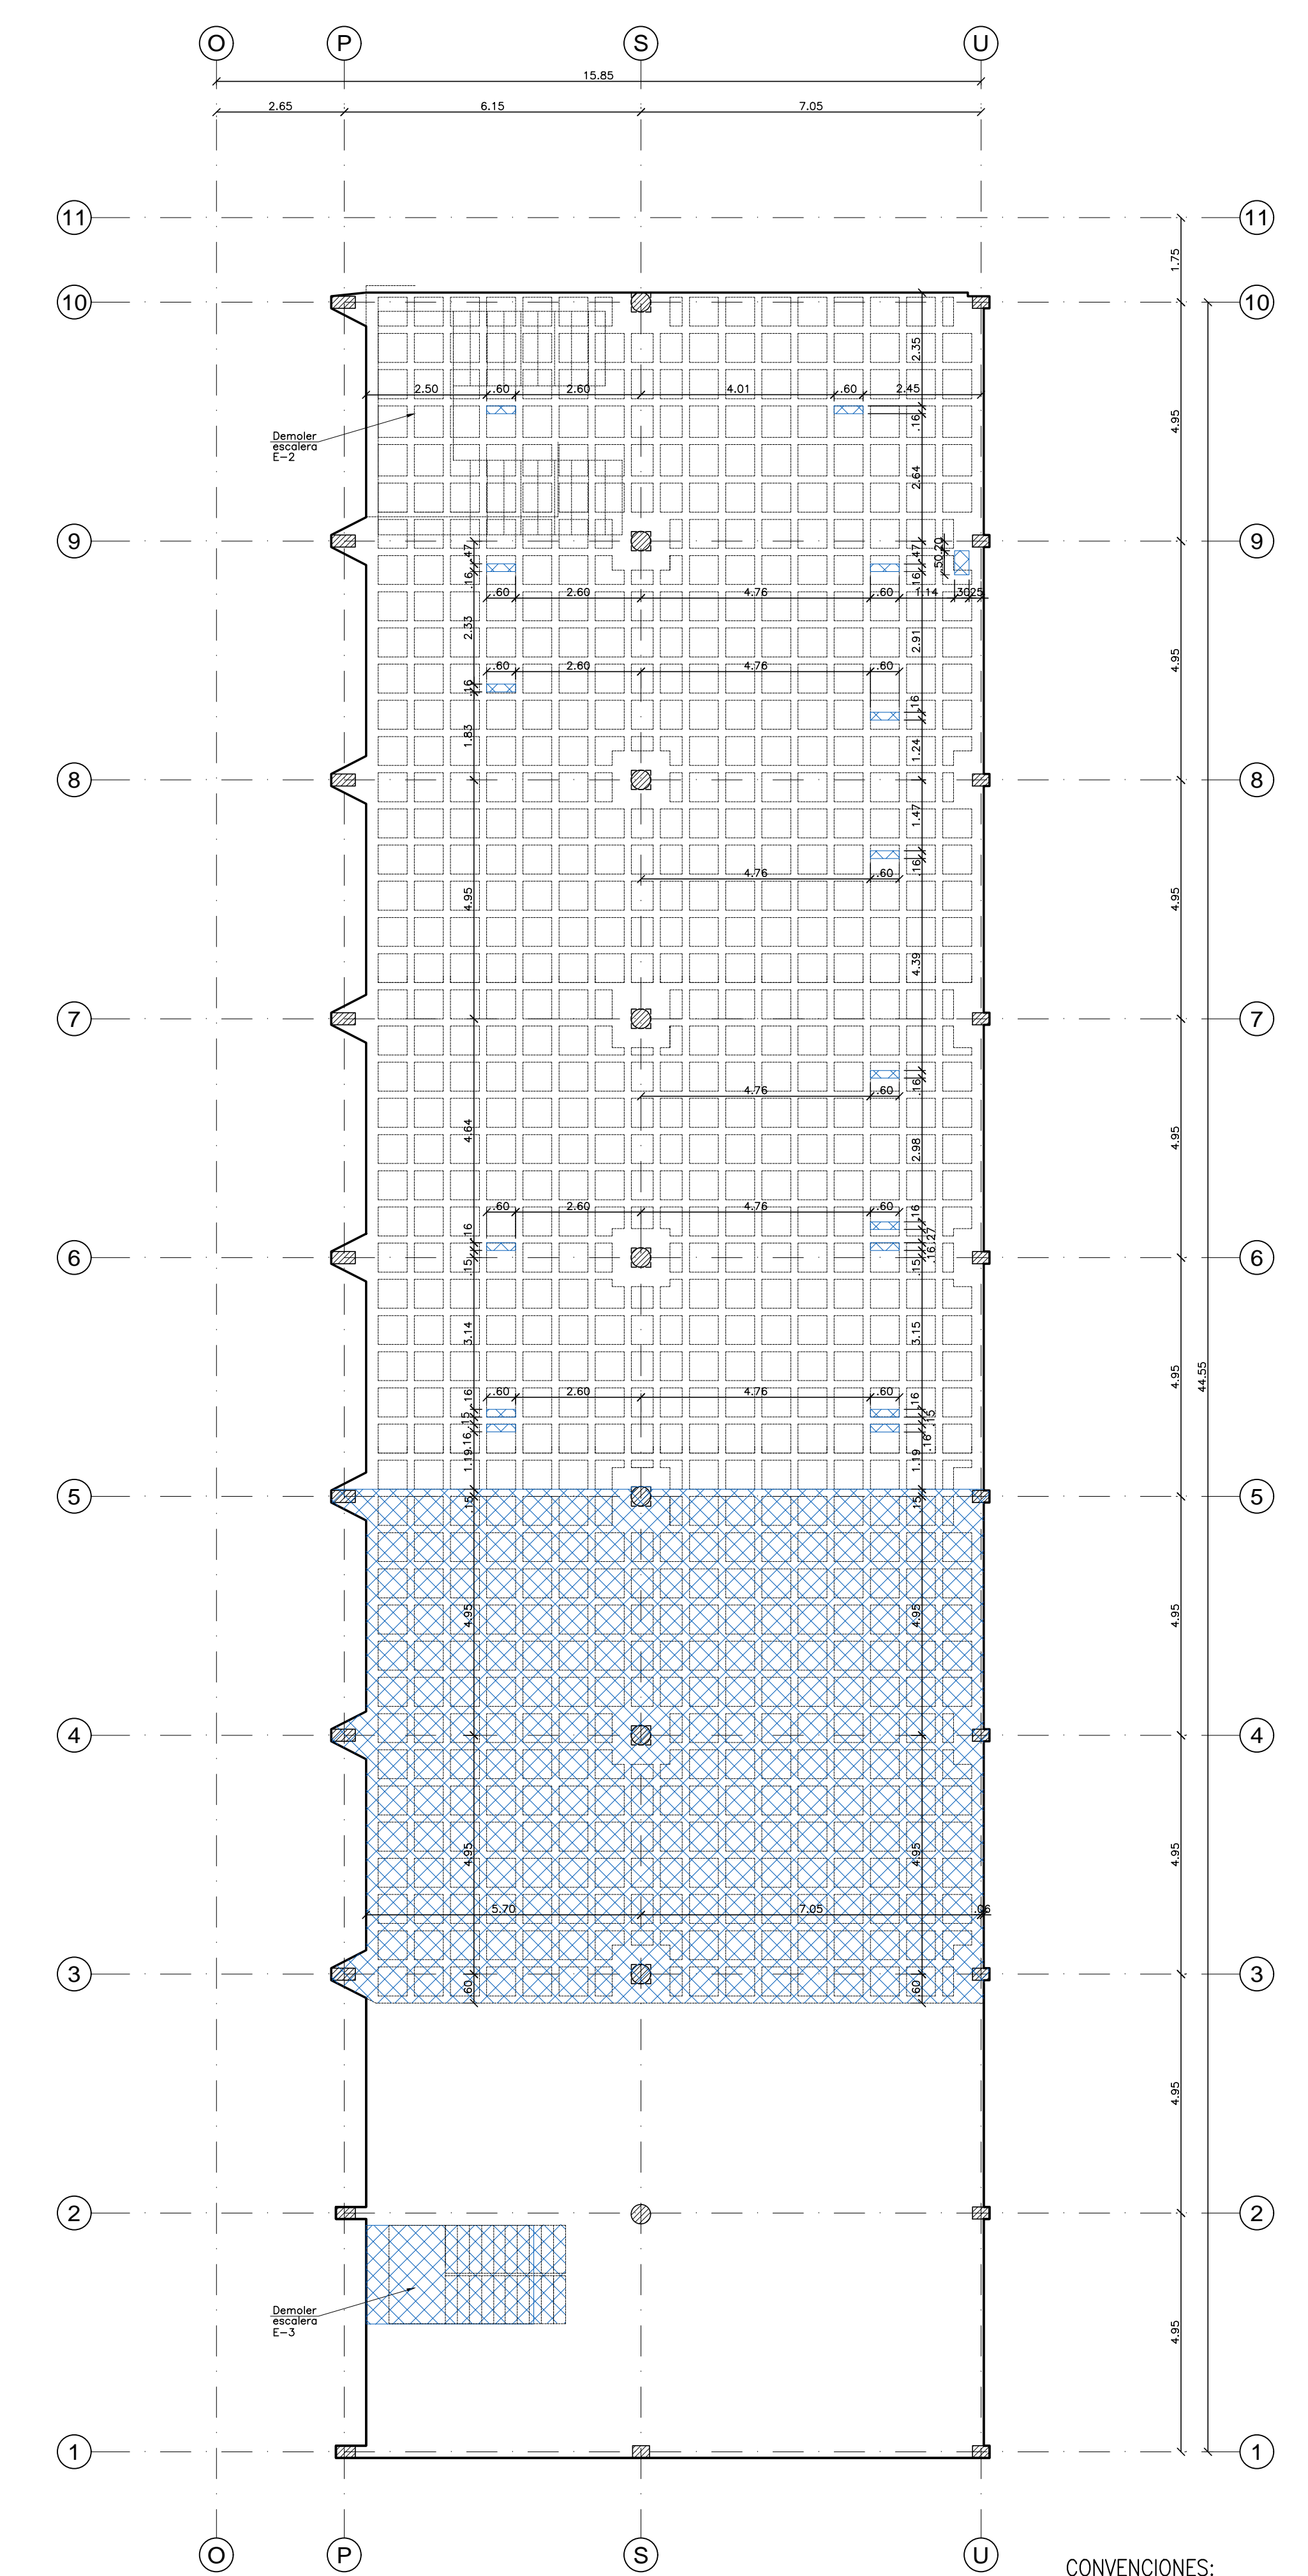 O P S U
15.85
2.65 6.15 7.05
11 11
1.75
10 10
2.35
2.50 .60 2.60 4.01 .60 2.45
.16
4.95
Demoler
escalera
E-2
2.64
9 9
.47 .47 .20
.50
.16 .16
.60 2.60 4.76 .60 1.14 .30 .25
2.33 2.91 4.95
.60 2.60 4.76 .60
.16 .16
1.83 1.24
8 8
1.47
.16
4.76 .60
4.95 4.95
4.39
7 7
.16
4.76 .60
4.64 2.98 4.95
.60 2.60 4.76 .60
.16 .16
.27
.16
6 6
.15 .15
3.14 3.15
4.95 44.55
.60 2.60 4.76 .60
.16 .16
.15 .15
.16 .16
1.19 1.19
5 5
.15 .15
4.95 4.95 4.95
4 4
4.95 4.95 4.95
5.70 7.05 .06
3 3
.60 .60
4.95
2 2
Demoler
escalera
E-3
4.95
1 1
O P S U
CONVENCIONES: